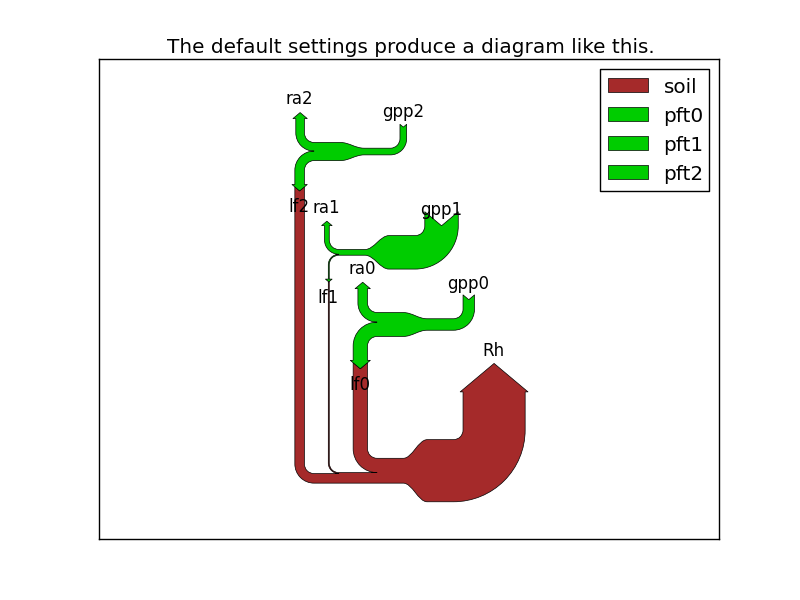 The default settings produce a diagram like this.
soil
pft0
pft1
pft2
ra2
gpp2
lf2
ra1
gpp1
ra0
gpp0
lf1
Rh
lf0